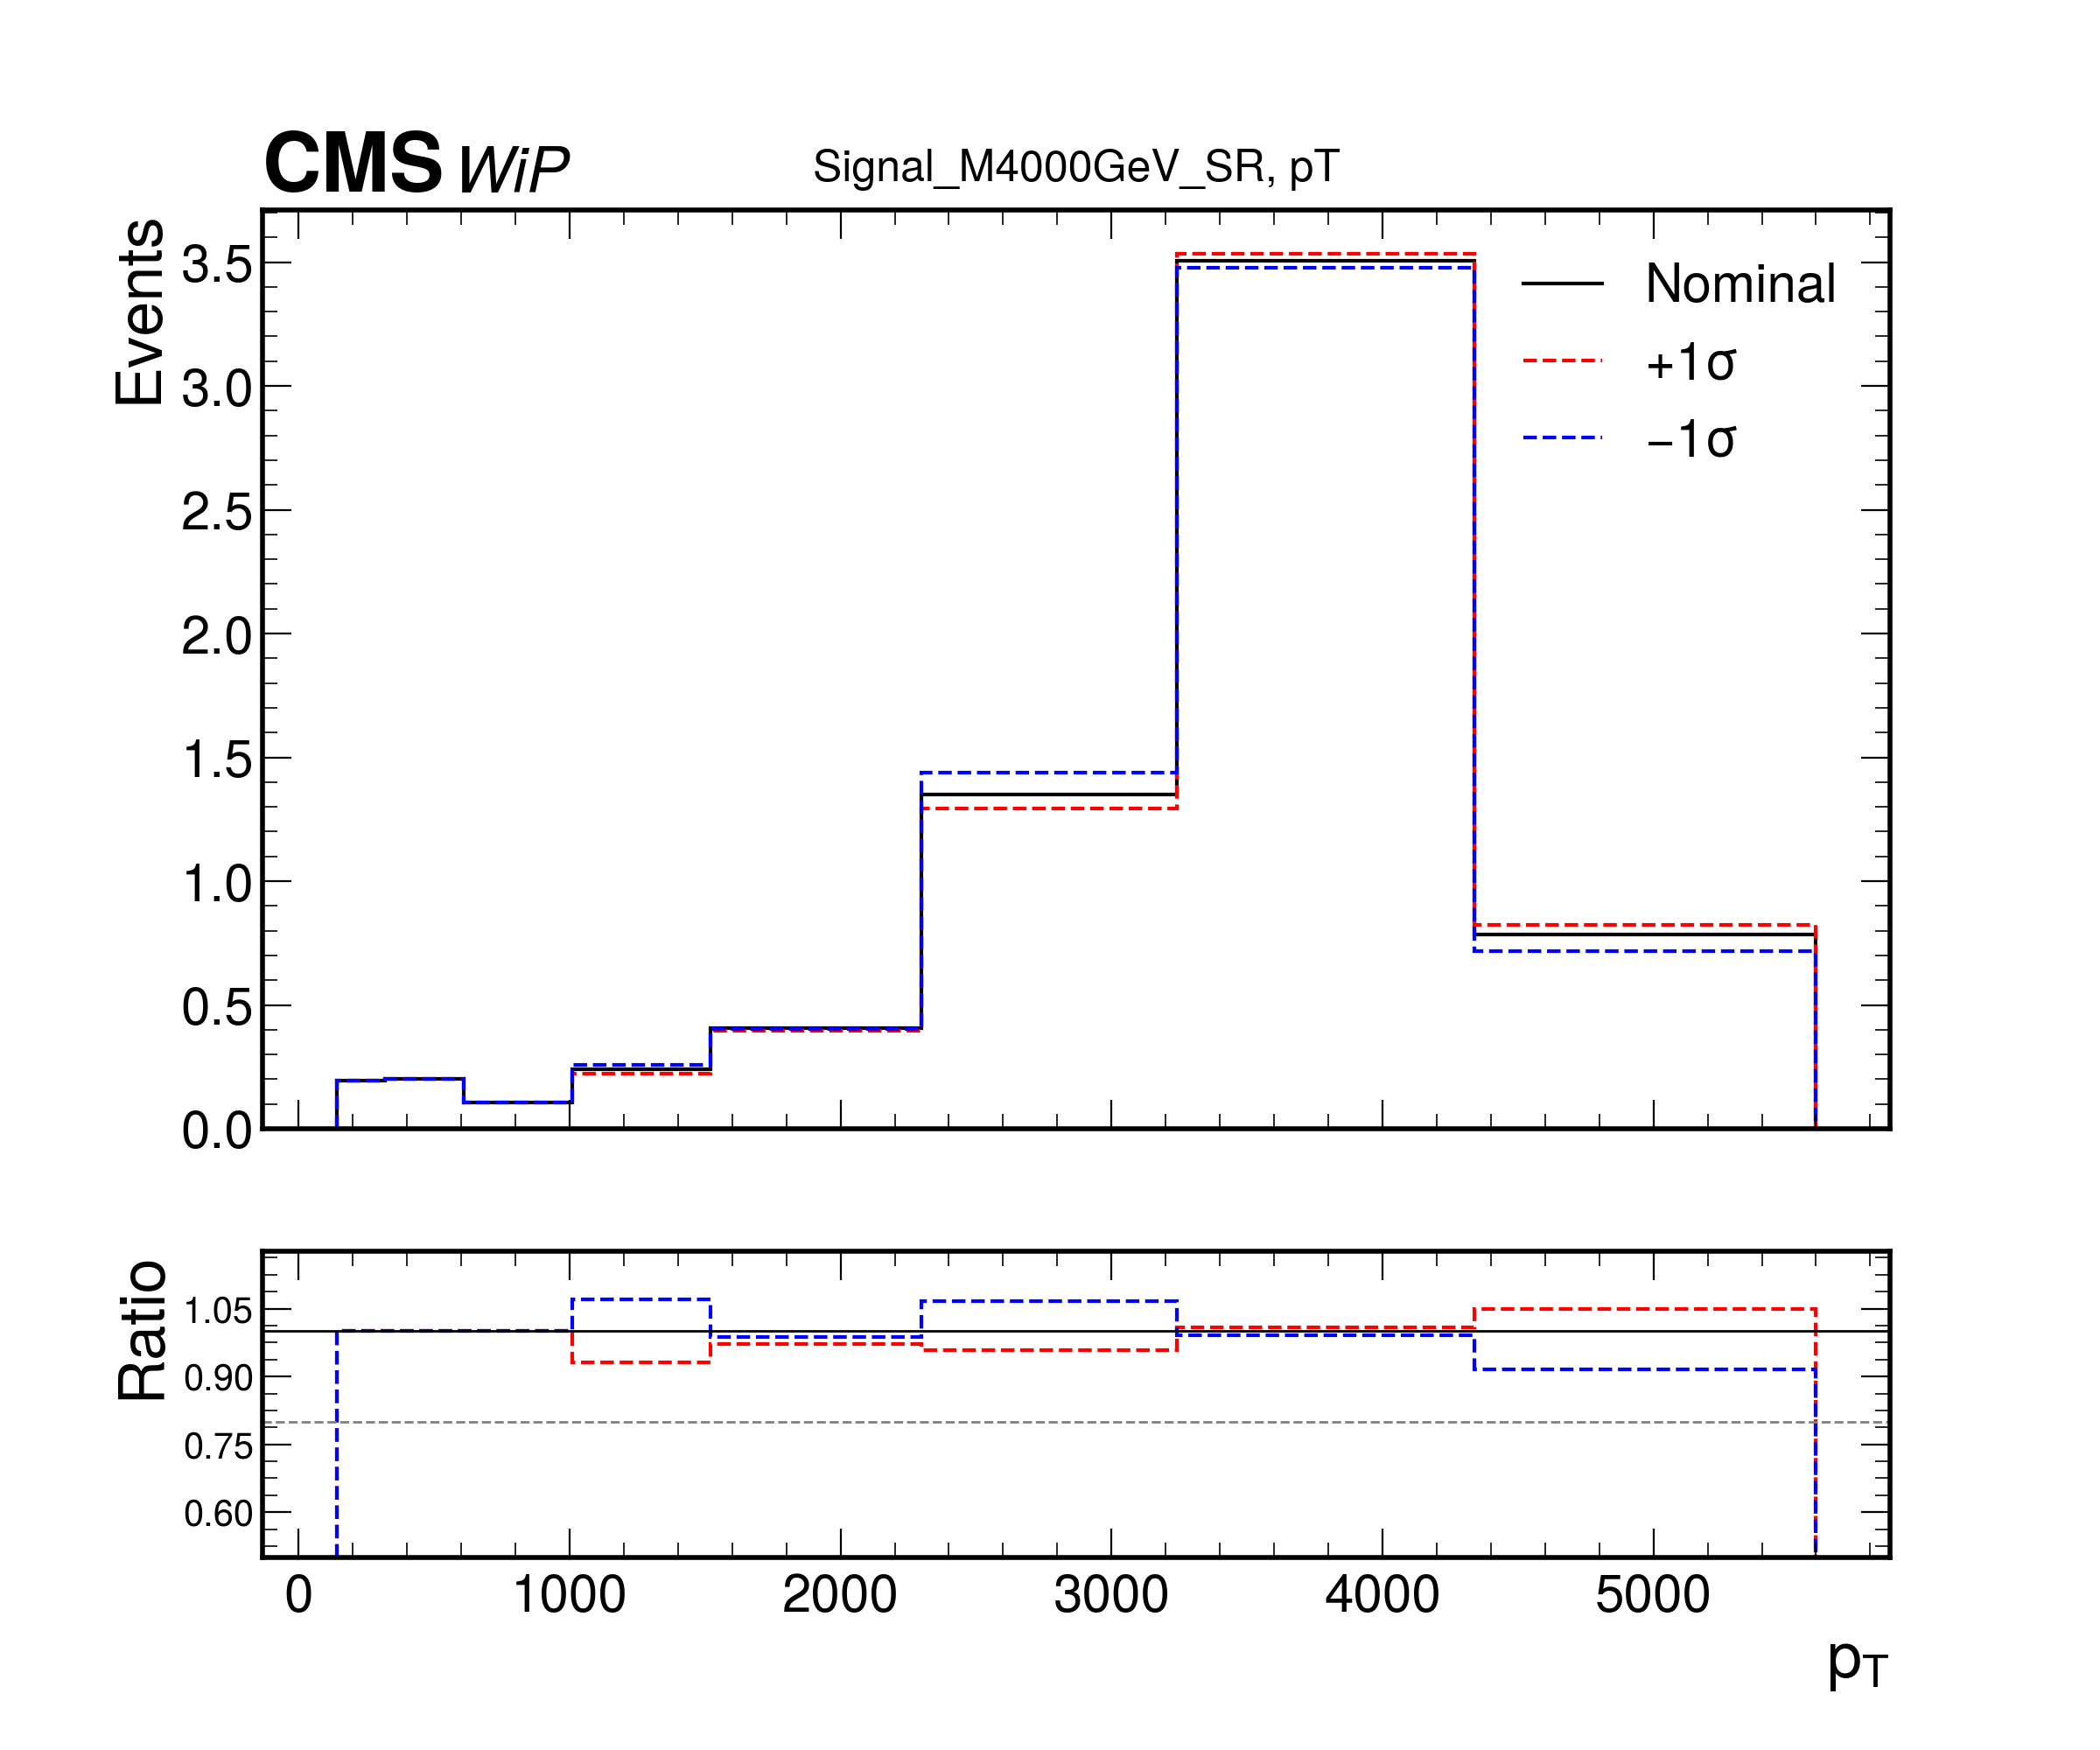 CMS WiP
Signal_M4000GeV_SR, pT
Events
3.5
3.0
2.5
2.0
1.5
1.0
0.5
0.0
Nominal
+1σ
−1σ
Ratio
1.05
0.90
0.75
0.60
0 1000 2000 3000 4000 5000
pT